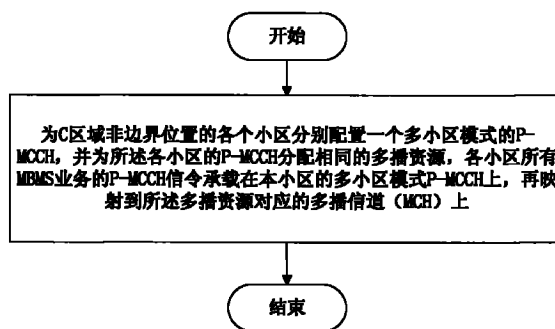 开始
为C区域非边界位置的各个小区分别配置一个多小区模式的P-
MCCH，并为所述各小区的P-MCCH分配相同的多播资源，各小区所有
MBMS业务的P-MCCH信令承载在本小区的多小区模式P-MCCH上，再映
射到所述多播资源对应的多播信道（MCH）上
结束